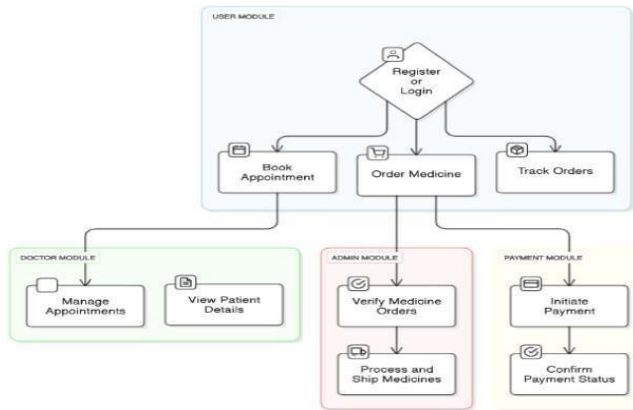 USER MODULE
Register
or
Login
Book
Appointment
Order Medicine
Track Orders
DOCTOR MODULE
Manage
Appointments
View Patient
Details
ADMIN MODULE
Verify Medicine
Orders
Process and
Ship Medicines
PAYMENT MODULE
Initiate
Payment
Confirm
Payment Status